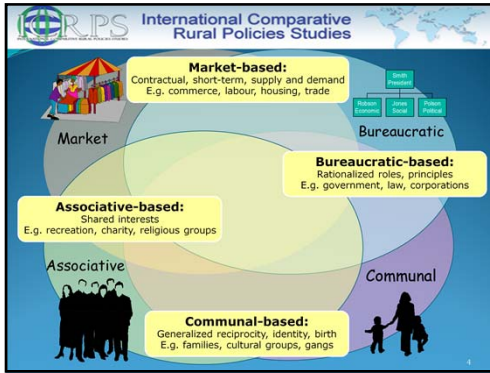 International Comparative
Rural Policies Studies
Market-based:
Contractual, short-term, supply and demand
E.g. commerce, labour, housing, trade
Smith
President
Robson
Economic
Jones
Social
Polson
Political
Market
Bureaucratic
Bureaucratic-based:
Rationalized roles, principles
E.g. government, law, corporations
Associative-based:
Shared interests
E.g. recreation, charity, religious groups
Associative
Communal
Communal-based:
Generalized reciprocity, identity, birth
E.g. families, cultural groups, gangs
4